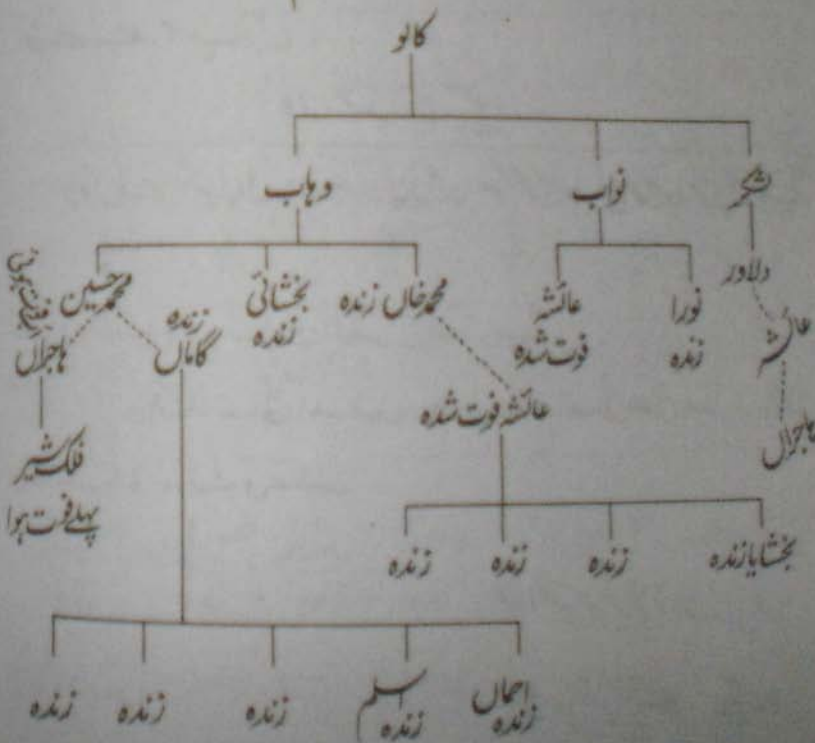 کالو
نواب وہاب
دلاور
نورا عائشہ محمد خاں زندہ بخشائی محمد حسین
زندہ فوت شدہ زندہ زندہ
عائشہ گاماں ہاجراں
عائشہ فوت شدہ
ہاجراں فلک شیر
پہلے فوت ہوا
بخشایا زندہ زندہ زندہ زندہ
اسلم زندہ زندہ زندہ
زندہ زندہ